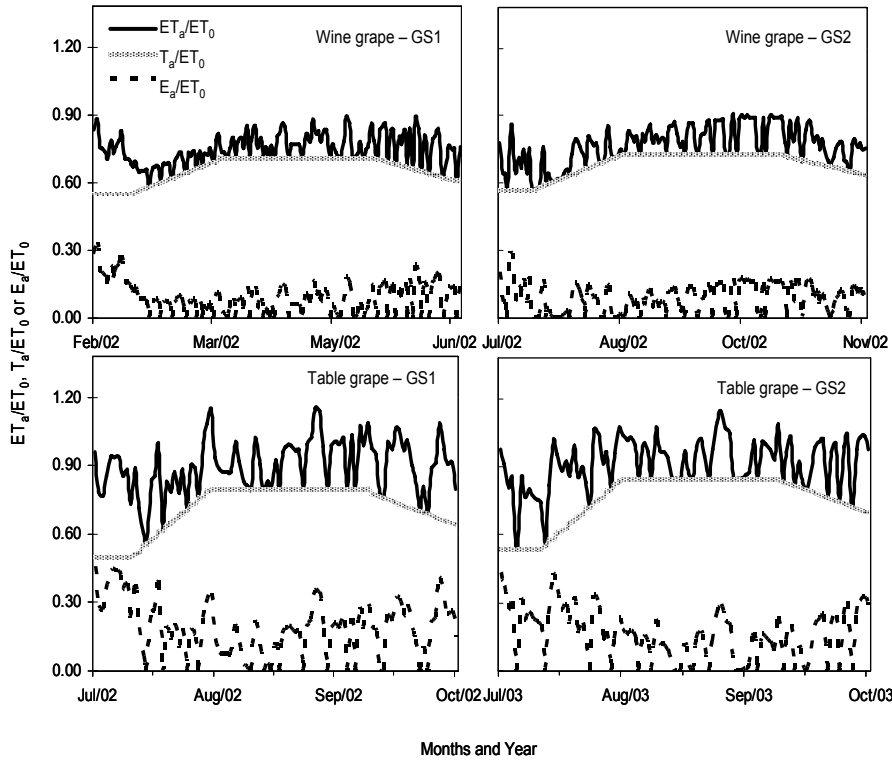 ETa/ET0
Ta/ET0
Ea/ET0
Wine grape – GS1
Wine grape – GS2
1.20
0.90
0.60
0.30
0.00
Feb/02 Mar/02 May/02 Jun/02
Jul/02 Aug/02 Oct/02 Nov/02
ETa/ET0, Ta/ET0 or Ea/ET0
Table grape – GS1
Table grape – GS2
1.20
0.90
0.60
0.30
0.00
Jul/02 Aug/02 Sep/02 Oct/02
Jul/03 Aug/03 Sep/03 Oct/03
Months and Year